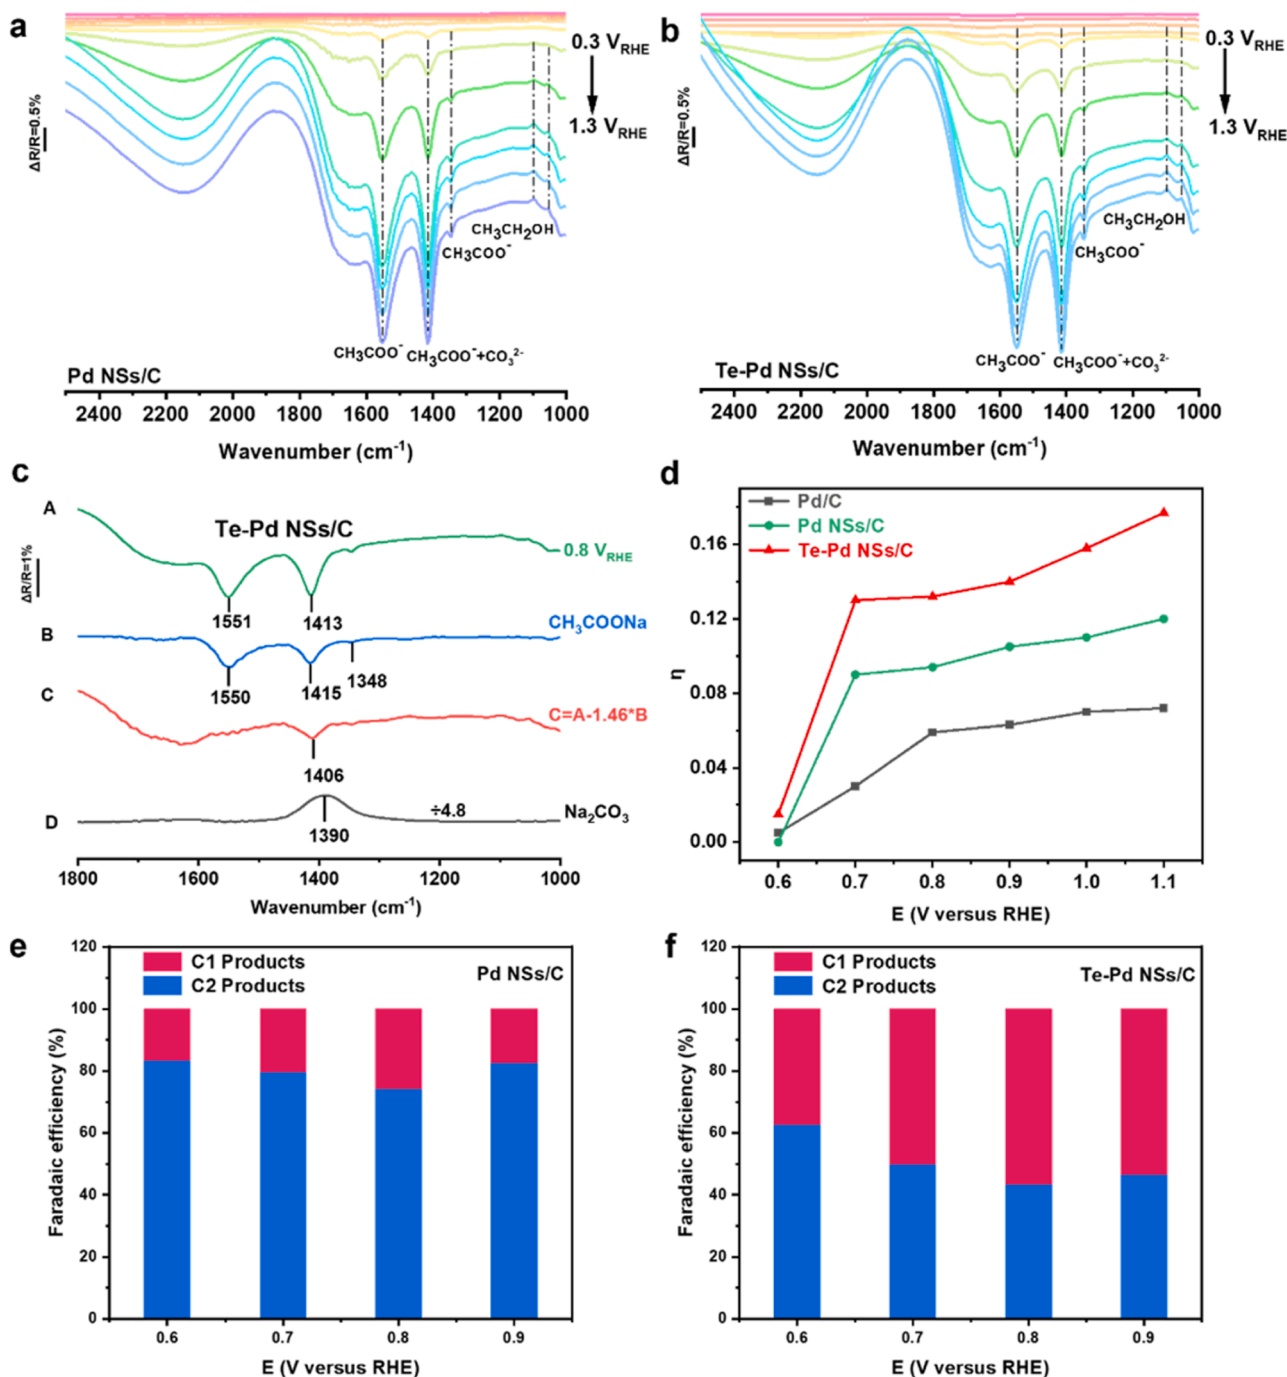 a
0.3 V_RHE
1.3 V_RHE
ΔR/R=0.5%
CH₃CH₂OH
CH₃COO⁻
CH₃COO⁻
CH₃COO⁻+CO₃²⁻
Pd NSs/C
2400 2200 2000 1800 1600 1400 1200 1000
Wavenumber (cm⁻¹)
b
0.3 V_RHE
1.3 V_RHE
ΔR/R=0.5%
CH₃CH₂OH
CH₃COO⁻
CH₃COO⁻
CH₃COO⁻+CO₃²⁻
Te-Pd NSs/C
2400 2200 2000 1800 1600 1400 1200 1000
Wavenumber (cm⁻¹)
c
A
Te-Pd NSs/C
0.8 V_RHE
ΔR/R=1%
1551 1413
B
CH₃COONa
1550 1415 1348
C
C=A-1.46*B
1406
D
÷4.8
Na₂CO₃
1390
1800 1600 1400 1200 1000
Wavenumber (cm⁻¹)
d
Pd/C
Pd NSs/C
Te-Pd NSs/C
0.16
0.12
0.08
0.04
0.00
η
0.6 0.7 0.8 0.9 1.0 1.1
E (V versus RHE)
e
C1 Products
C2 Products
Pd NSs/C
120
100
80
60
40
20
0
Faradaic efficiency (%)
0.6 0.7 0.8 0.9
E (V versus RHE)
f
C1 Products
C2 Products
Te-Pd NSs/C
120
100
80
60
40
20
0
Faradaic efficiency (%)
0.6 0.7 0.8 0.9
E (V versus RHE)